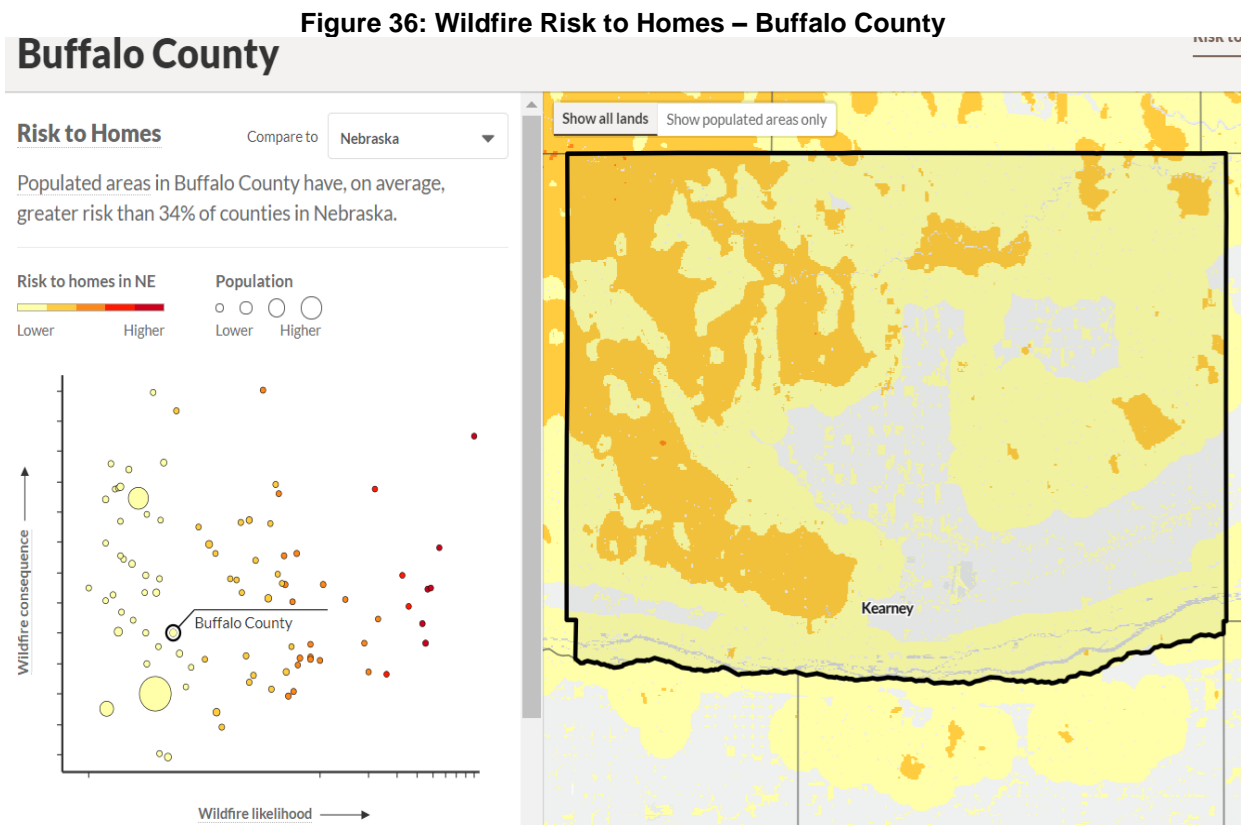 Figure 36: Wildfire Risk to Homes – Buffalo County
Buffalo County
Risk to
Risk to Homes
Compare to
Nebraska
Populated areas in Buffalo County have, on average,
greater risk than 34% of counties in Nebraska.
Risk to homes in NE
Population
Lower
Higher
Lower
Higher
Wildfire consequence
Buffalo County
Wildfire likelihood
Show all lands
Show populated areas only
Kearney